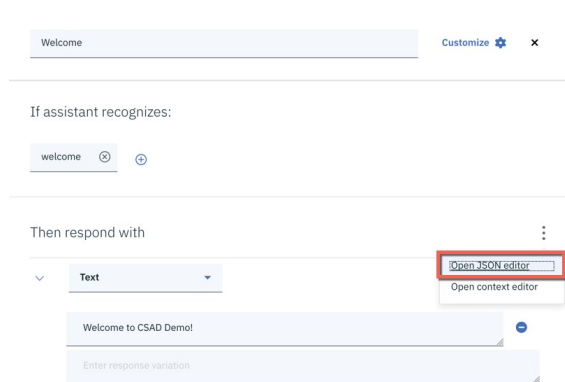 Welcome
Customize
If assistant recognizes:
welcome
Then respond with
Open JSON editor
Text
Open context editor
Welcome to CSAD Demo!
Enter response variation